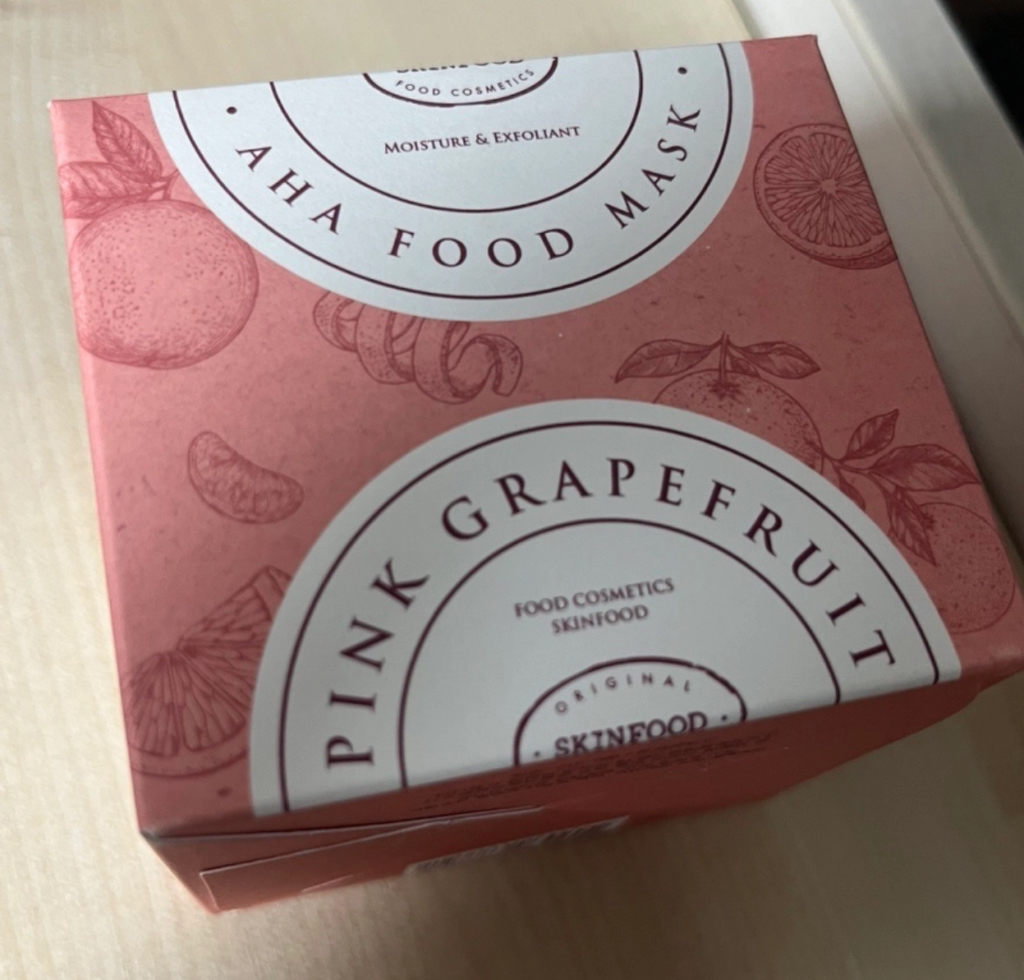 FOOD COSMETICS
MOISTURE & EXFOLIANT
• AHA FOOD MASK •
PINK GRAPEFRUIT
FOOD COSMETICS
SKINFOOD
ORIGINAL
• SKINFOOD •